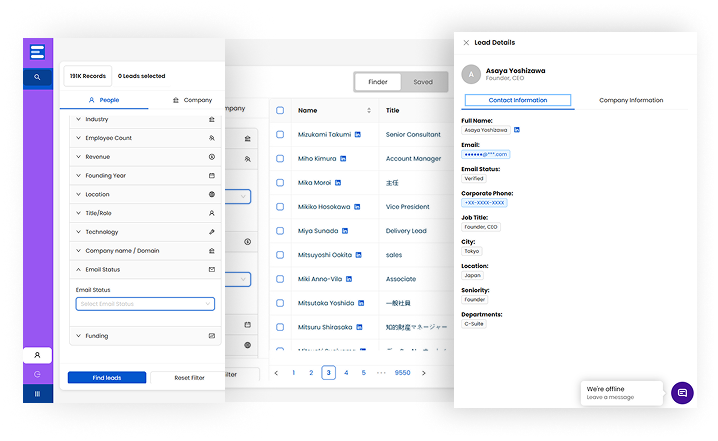 191K Records
0 Leads selected
People
Company
Industry
Employee Count
Revenue
Founding Year
Location
Title/Role
Technology
Company name / Domain
Email Status
Email Status
Select Email Status
Funding
Find leads
Reset Filter
mpany
ilter
Finder
Saved
Name
Title
Mizukami Takumi
Senior Consultant
Miho Kimura
Account Manager
Mika Moroi
主任
Mikiko Hosokawa
Vice President
Miya Sunada
Delivery Lead
Mitsuyoshi Ookita
sales
Miki Anno-Vila
Associate
Mitsutaka Yoshida
一般社員
Mitsuru Shirasaka
知的財産マネージャー
1 2 3 4 5 ··· 9550
Lead Details
A
Asaya Yoshizawa
Founder, CEO
Contact Information
Company Information
Full Name:
Asaya Yoshizawa
Email:
●●●●●●@***.com
Email Status:
Verified
Corporate Phone:
+xx-xxxx-xxxx
Job Title:
Founder, CEO
City:
Tokyo
Location:
Japan
Seniority:
Founder
Departments:
C-Suite
We're offline
Leave a message